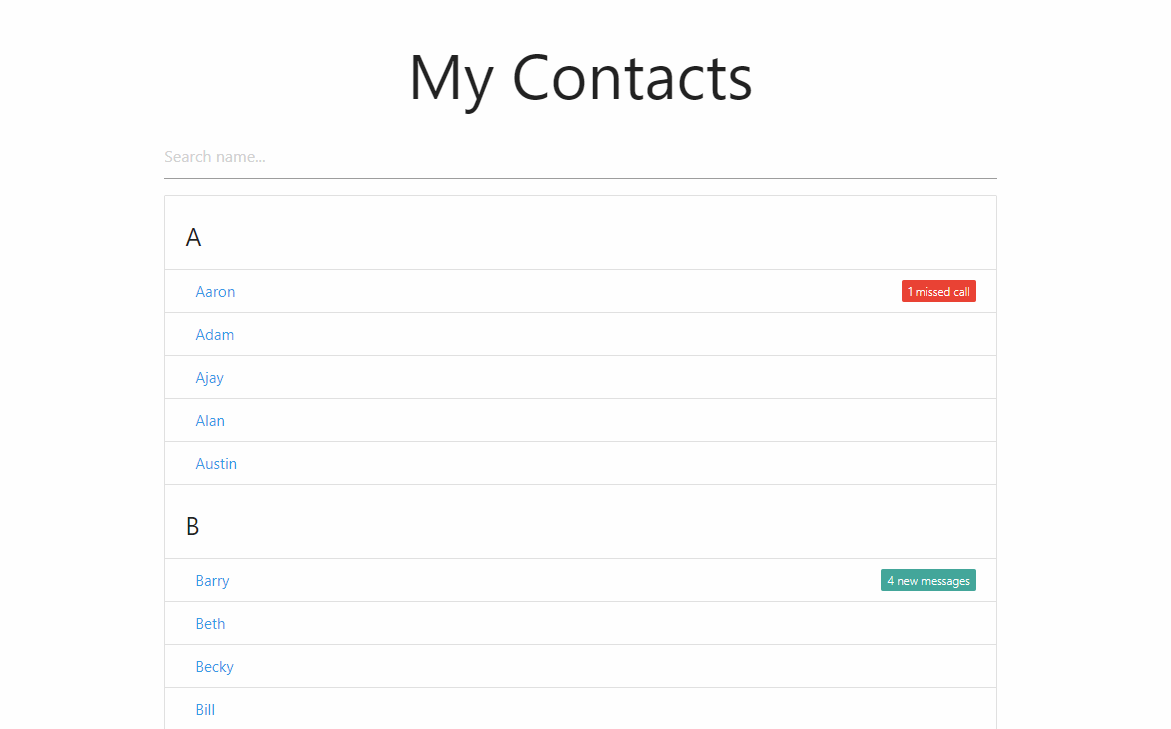 My Contacts
Search name...
A
Aaron 1 missed call
Adam
Ajay
Alan
Austin
B
Barry 4 new messages
Beth
Becky
Bill